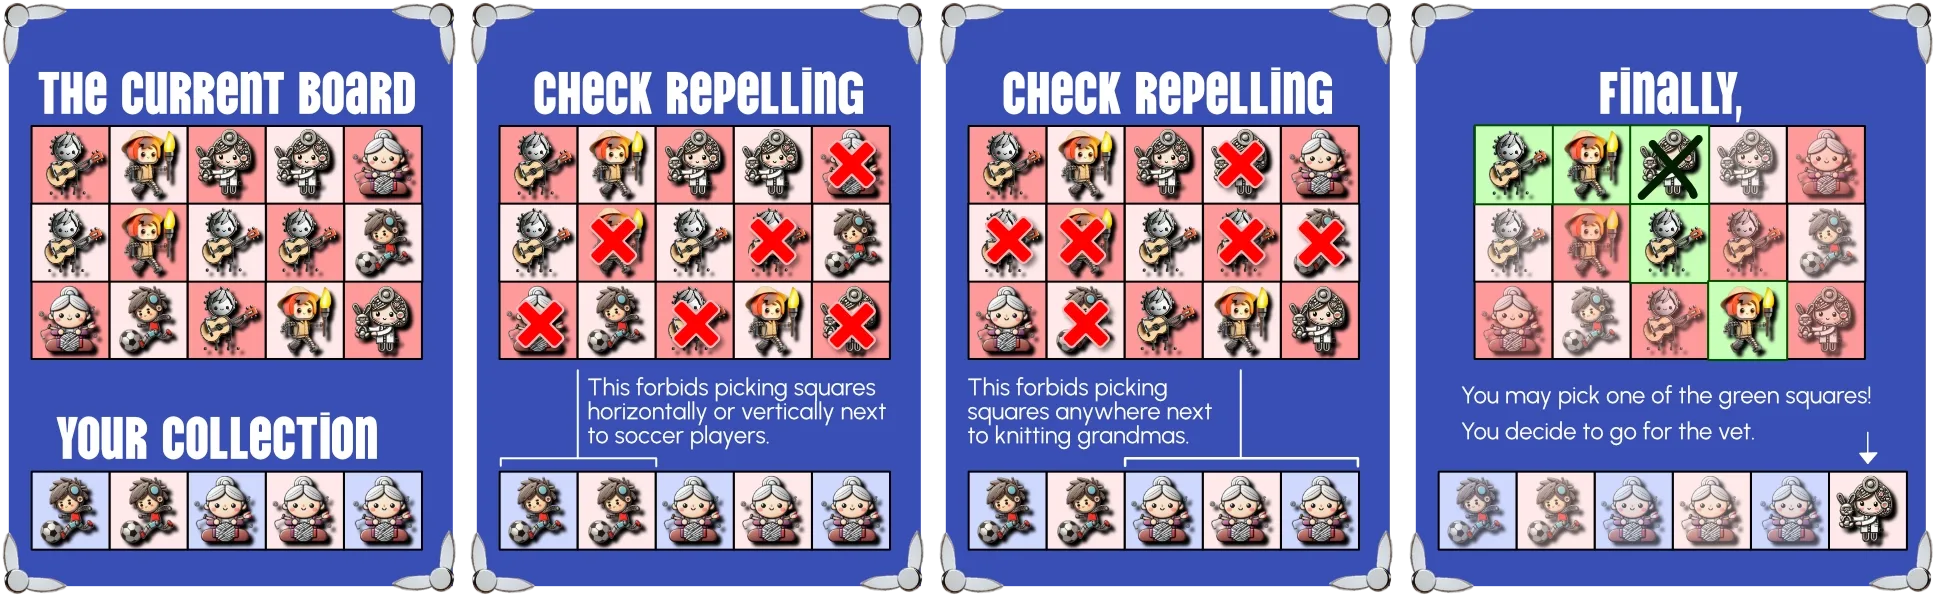 THE CURRENT BOARD
YOUR COLLECTION
CHECK REPELLING
This forbids picking squares
horizontally or vertically next
to soccer players.
CHECK REPELLING
This forbids picking
squares anywhere next
to knitting grandmas.
FINALLY,
You may pick one of the green squares!
You decide to go for the vet.